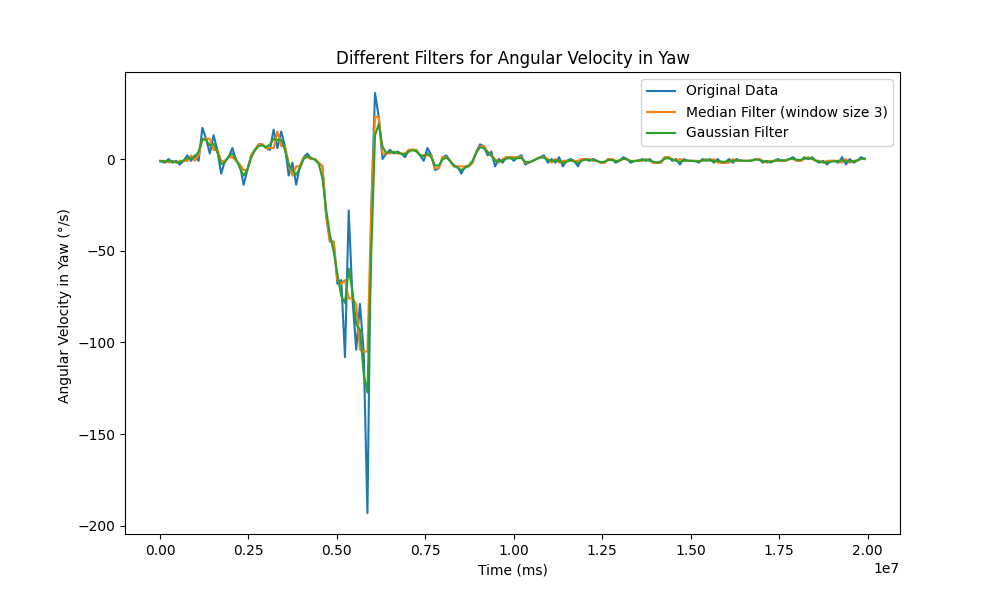 Different Filters for Angular Velocity in Yaw
Original Data
Median Filter (window size 3)
Gaussian Filter
Angular Velocity in Yaw (°/s)
0
−50
−100
−150
−200
0.00 0.25 0.50 0.75 1.00 1.25 1.50 1.75 2.00
1e7
Time (ms)